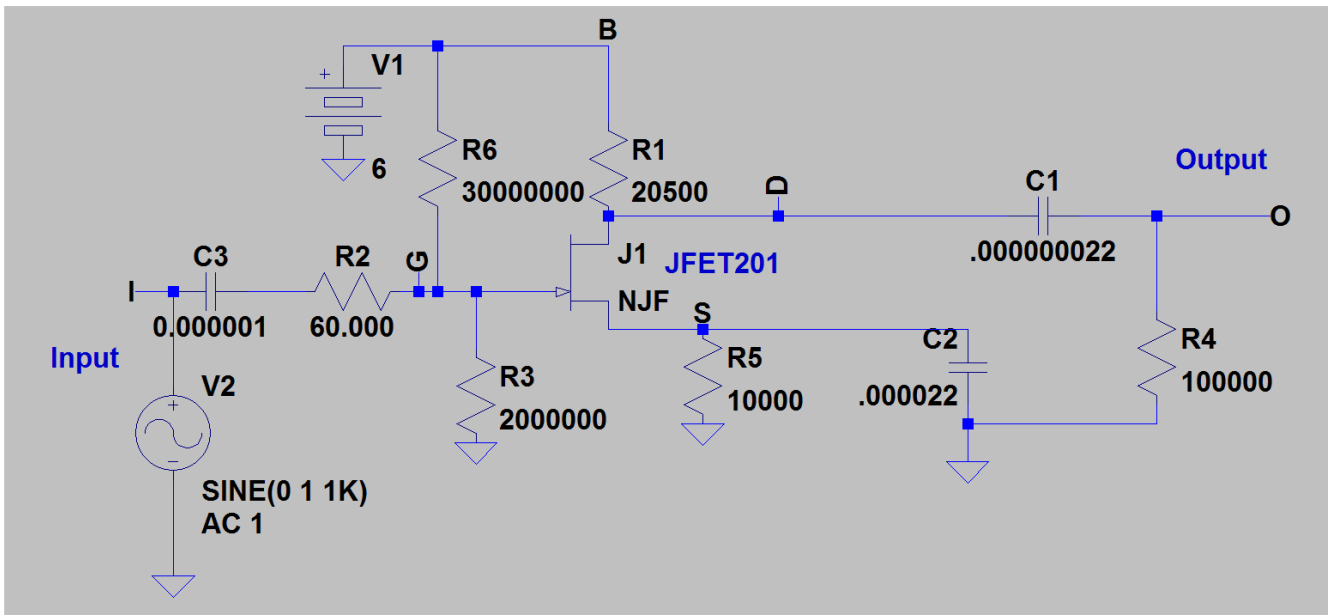 B
V1
+
6
R6
30000000
R1
20500
D
C1
.000000022
Output
O
I
C3
0.000001
R2
60.000
G
J1
JFET201
NJF
S
Input
V2
+
−
SINE(0 1 1K)
AC 1
R3
2000000
R5
10000
C2
.000022
R4
100000